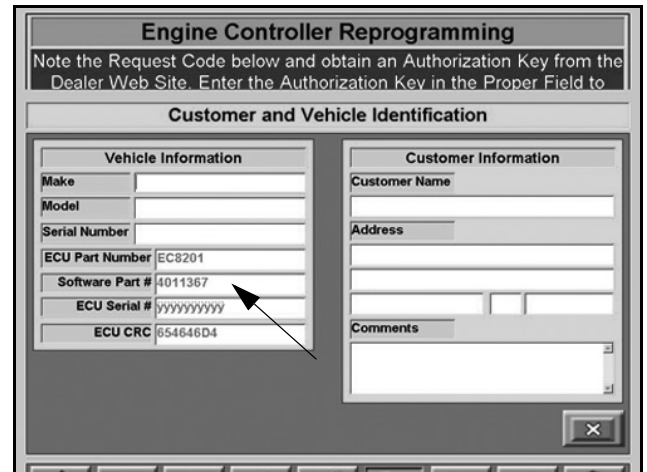 Engine Controller Reprogramming
Note the Request Code below and obtain an Authorization Key from the
Dealer Web Site. Enter the Authorization Key in the Proper Field to
Customer and Vehicle Identification
Vehicle Information
Make
Model
Serial Number
ECU Part Number EC8201
Software Part # 4011367
ECU Serial # yyyyyyyyyy
ECU CRC 654646D4
Customer Information
Customer Name
Address
Comments